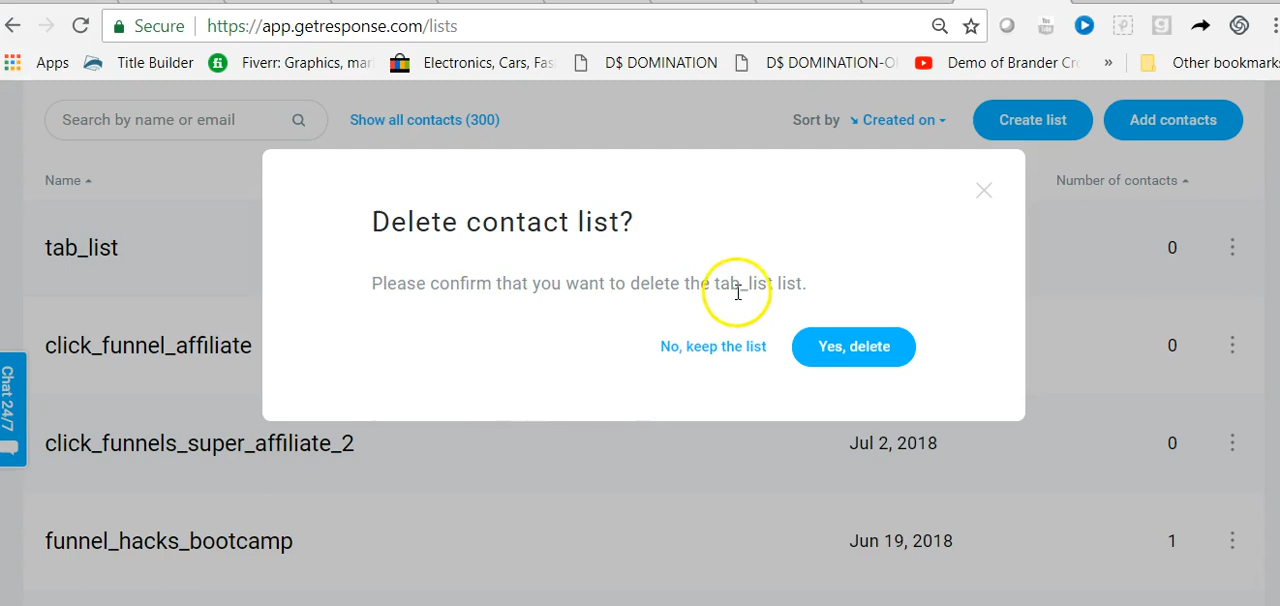 Secure https://app.getresponse.com/lists
Apps Title Builder Fiverr: Graphics, mar Electronics, Cars, Fas D$ DOMINATION D$ DOMINATION-O Demo of Brander Cr » Other bookmarks
Search by name or email Show all contacts (300) Sort by Created on Create list Add contacts
Name Number of contacts
Delete contact list?
tab_list 0
Please confirm that you want to delete the tab_list list.
click_funnel_affiliate No, keep the list Yes, delete 0
Chat 24/7
click_funnels_super_affiliate_2 Jul 2, 2018 0
funnel_hacks_bootcamp Jun 19, 2018 1